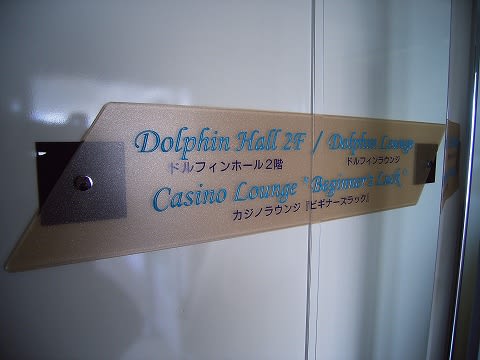 Dolphin Hall 2F / Dolphin Lounge
ドルフィンホール2階 ドルフィンラウンジ
Casino Lounge "Beginner's Luck"
カジノラウンジ『ビギナーズラック』